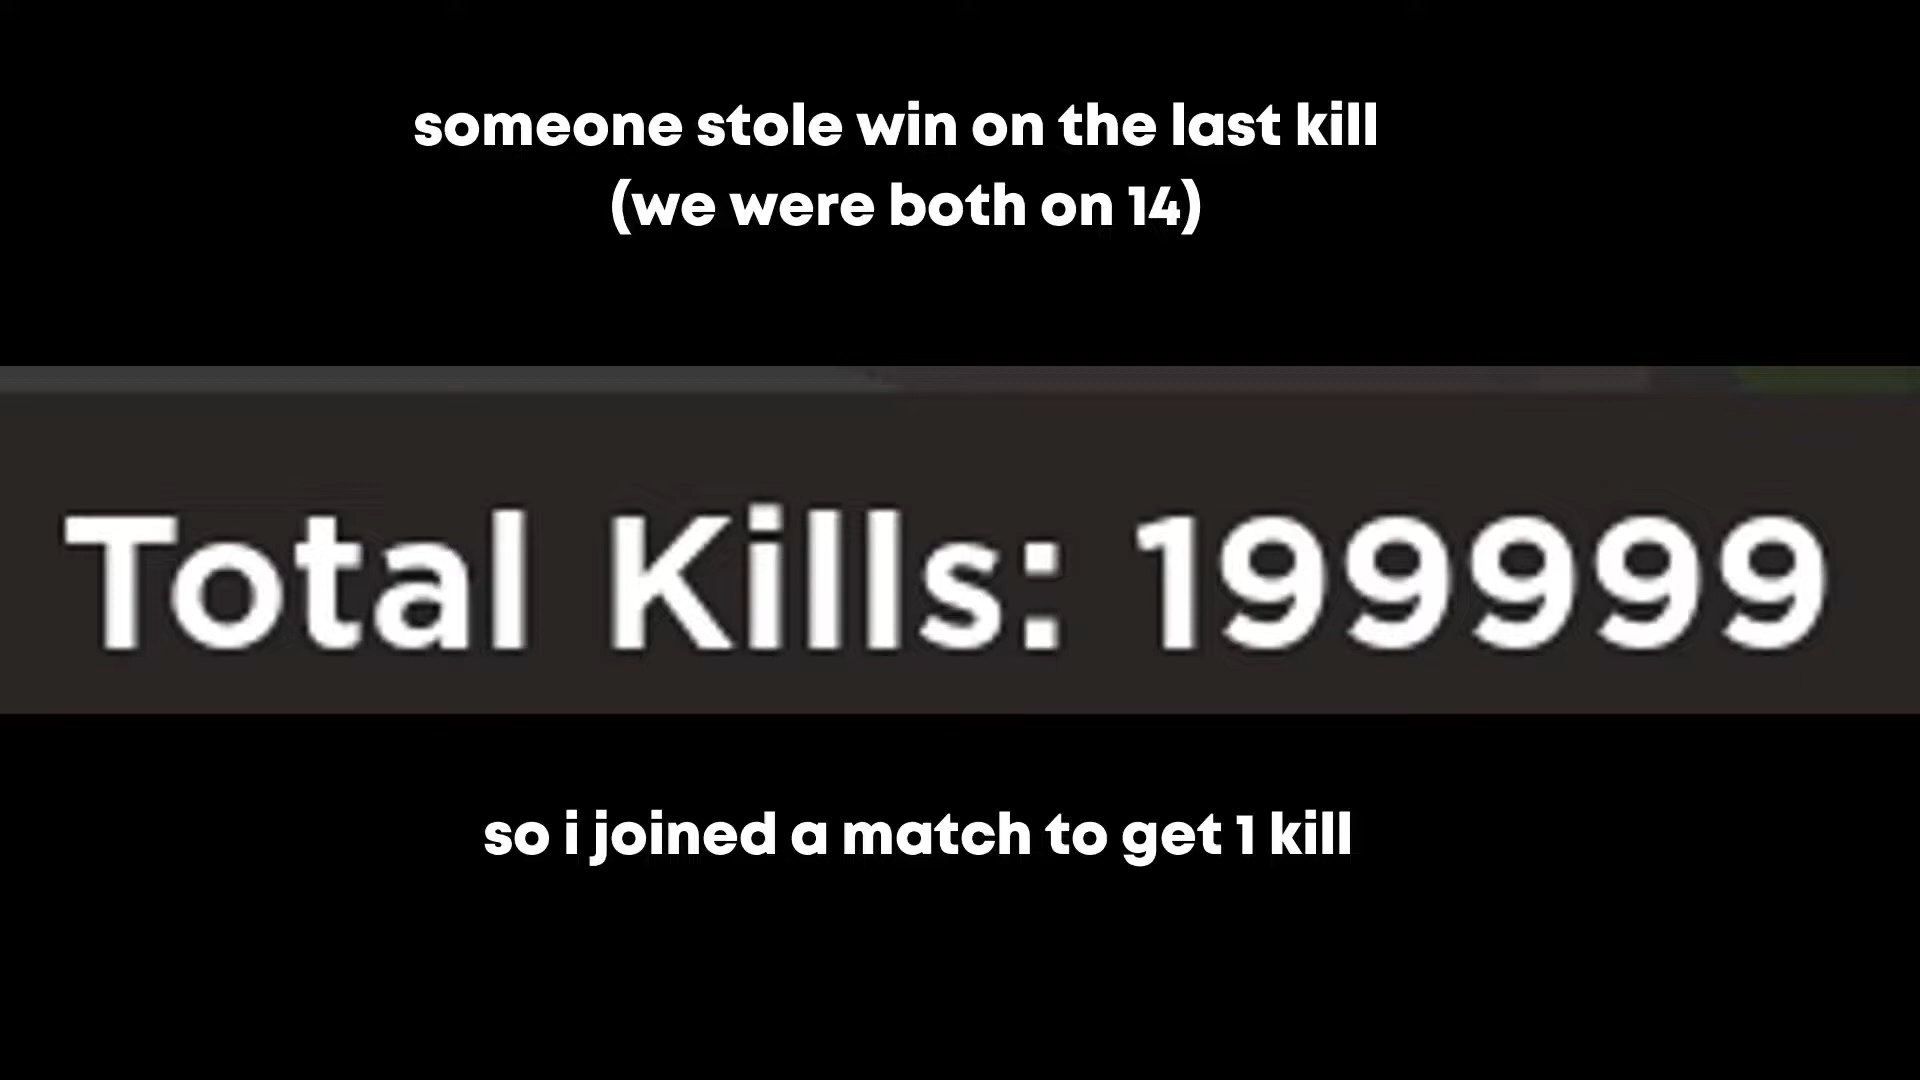 someone stole win on the last kill
(we were both on 14)
Total Kills: 199999
so i joined a match to get 1 kill